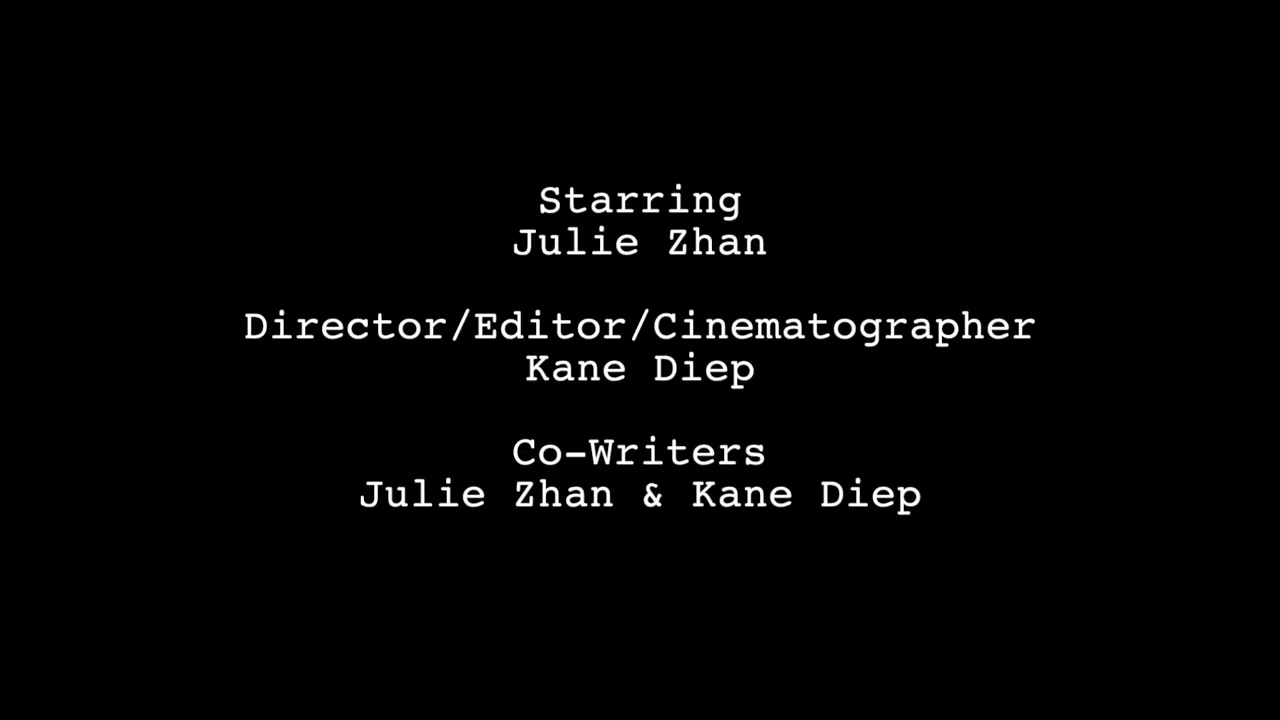 Starring
Julie Zhan
Director/Editor/Cinematographer
Kane Diep
Co-Writers
Julie Zhan & Kane Diep